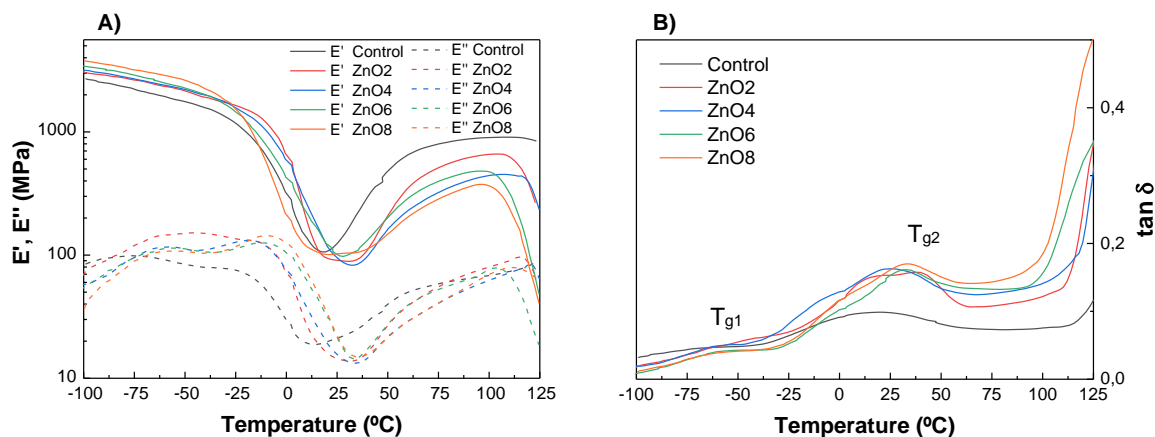 A)
E' Control
E' ZnO2
E' ZnO4
E' ZnO6
E' ZnO8
E'' Control
E'' ZnO2
E'' ZnO4
E'' ZnO6
E'' ZnO8
1000
100
10
E', E'' (MPa)
-100 -75 -50 -25 0 25 50 75 100 125
Temperature (ºC)
B)
Control
ZnO2
ZnO4
ZnO6
ZnO8
Tg1
Tg2
0,4
0,2
0,0
tan δ
-100 -75 -50 -25 0 25 50 75 100 125
Temperature (ºC)